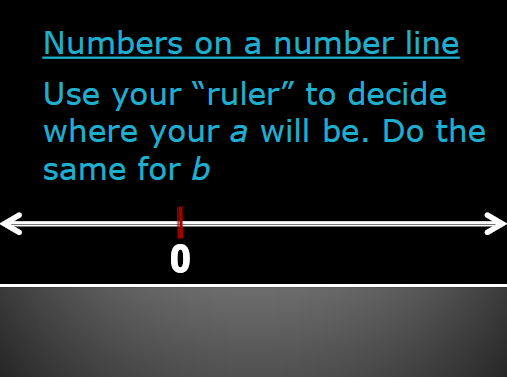 Numbers on a number line
Use your “ruler” to decide
where your a will be. Do the
same for b
0